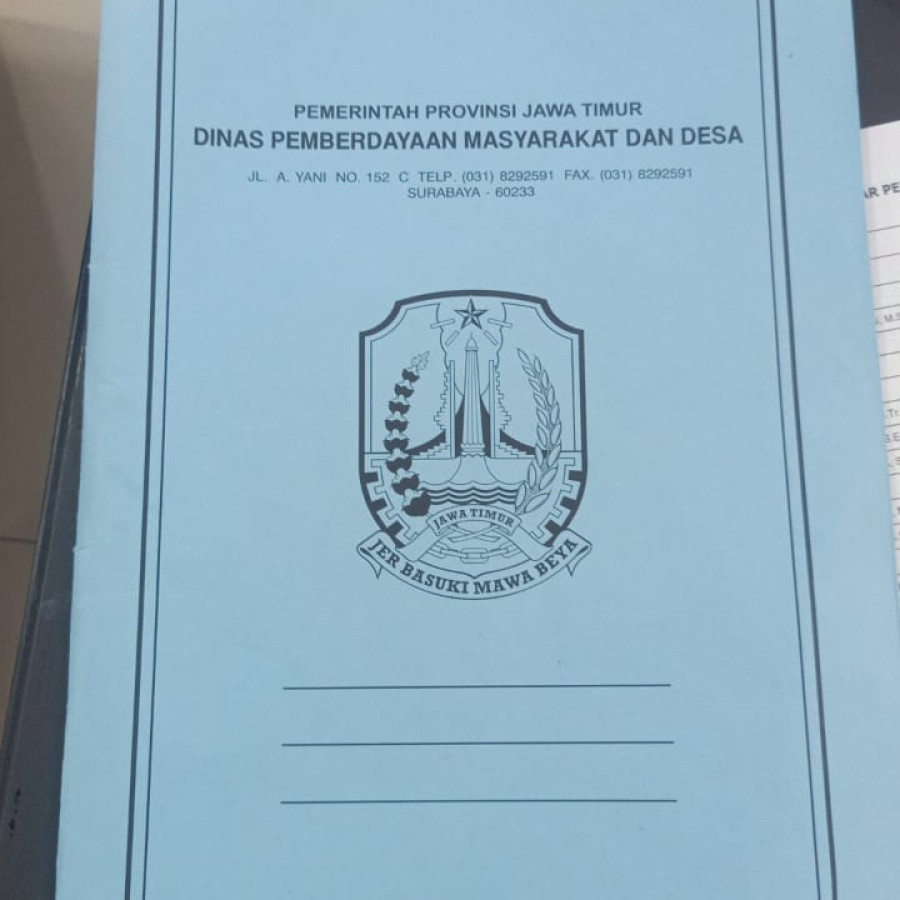 PEMERINTAH PROVINSI JAWA TIMUR
DINAS PEMBERDAYAAN MASYARAKAT DAN DESA
JL. A. YANI NO. 152 C TELP. (031) 8292591 FAX. (031) 8292591
SURABAYA - 60233
JAWA TIMUR
JER BASUKI MAWA BEYA